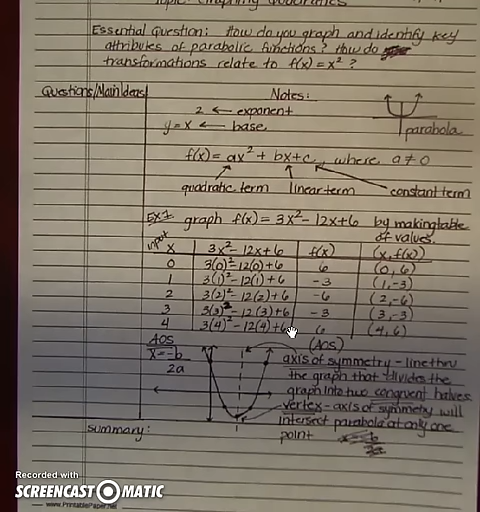 Topic: Graphing Quadratics
Essential Question: How do you graph and identify key
attributes of parabolic functions? How do
transformations relate to f(x) = x²?
Questions/Main Ideas
Notes:
2 ← exponent
y = x ← base
parabola
f(x) = ax² + bx + c, where a ≠ 0
quadratic term linear term constant term
EX1 graph f(x) = 3x² - 12x + 6 by making table
of values.
input
x 3x² - 12x + 6 f(x) (x, f(x))
0 3(0)² - 12(0) + 6 6 (0, 6)
1 3(1)² - 12(1) + 6 -3 (1, -3)
2 3(2)² - 12(2) + 6 -6 (2, -6)
3 3(3)² - 12(3) + 6 -3 (3, -3)
4 3(4)² - 12(4) + 6 6 (4, 6)
AOS
x = -b
2a
(AOS)
axis of symmetry - line thru
the graph that divides the
graph into two congruent halves.
vertex - axis of symmetry will
intersect parabola at only one
point
Summary:
Recorded with
SCREENCAST O MATIC
www.PrintablePaper.net